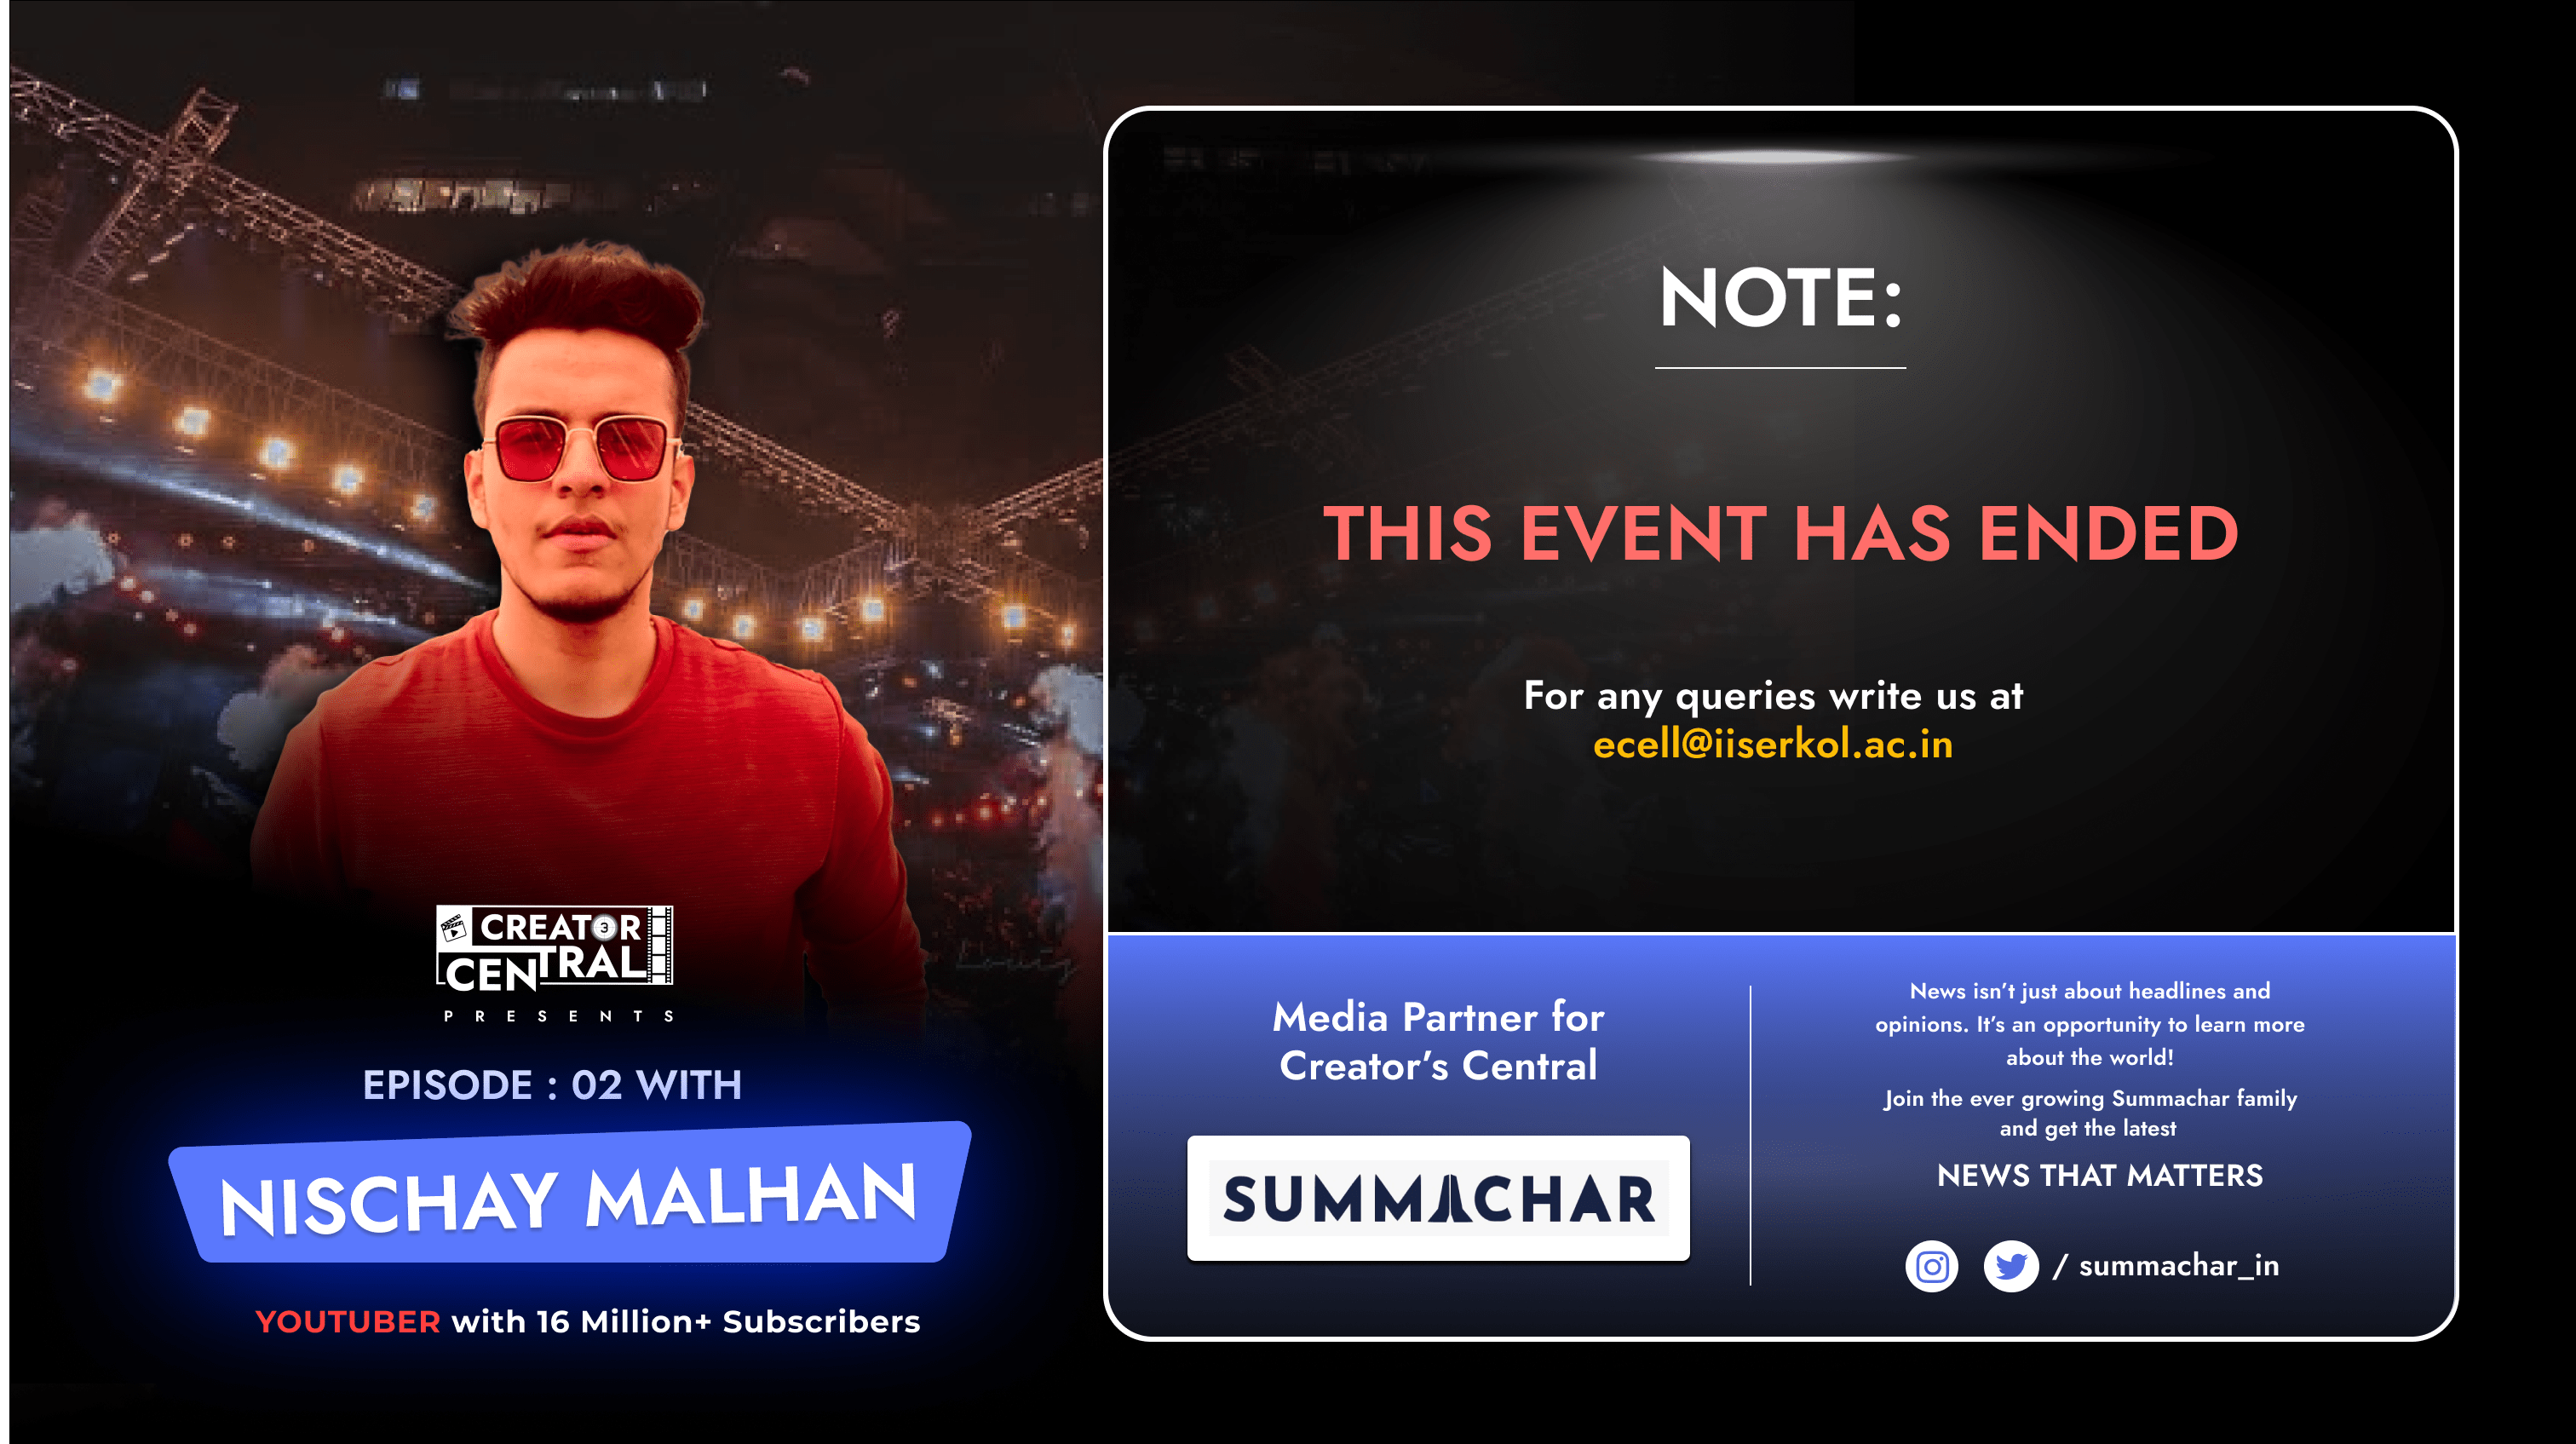 CREATOR
3
CENTRAL
PRESENTS
EPISODE : 02 WITH
NISCHAY MALHAN
YOUTUBER with 16 Million+ Subscribers
NOTE:
THIS EVENT HAS ENDED
For any queries write us at
ecell@iiserkol.ac.in
Media Partner for
Creator’s Central
SUMMACHAR
News isn’t just about headlines and
opinions. It’s an opportunity to learn more
about the world!
Join the ever growing Summachar family
and get the latest
NEWS THAT MATTERS
/ summachar_in